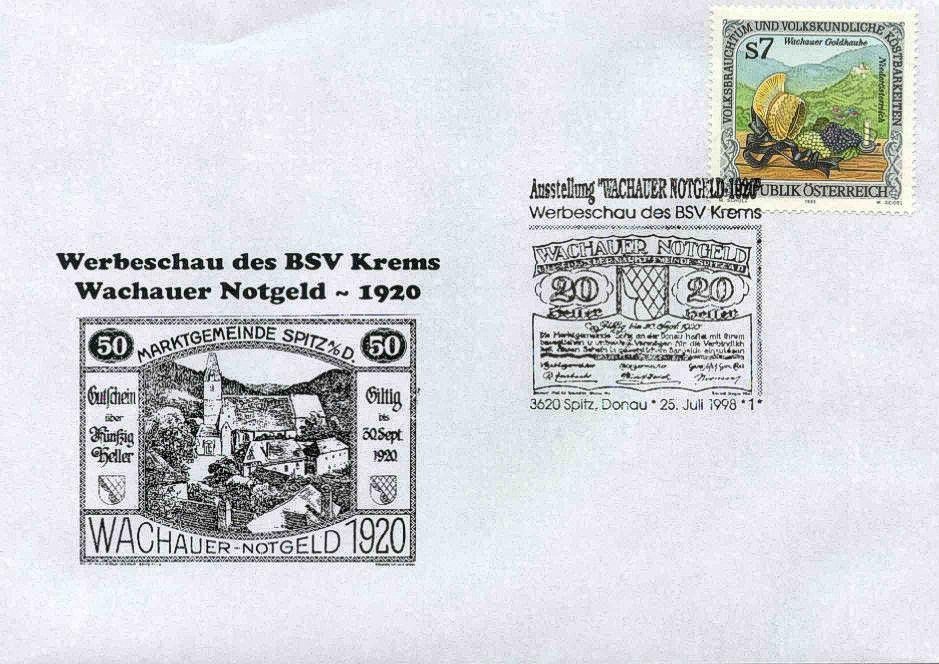 VOLKSBRAUCHTUM UND VOLKSKUNDLICHE KOSTBARKEITEN
S7
Wachauer Goldhaube
Niederösterreich
REPUBLIK ÖSTERREICH
Ausstellung "WACHAUER NOTGELD-1920"
Werbeschau des BSV Krems
WACHAUER NOTGELD
20 20
Heller Heller
3620 Spitz, Donau * 25. Juli 1998 * 1 *
Werbeschau des BSV Krems
Wachauer Notgeld ~ 1920
50 MARKTGEMEINDE SPITZ a/D. 50
Gutschein
über
Fünfzig
Heller
Giltig
bis
30 Sept.
1920
WACHAUER-NOTGELD 1920